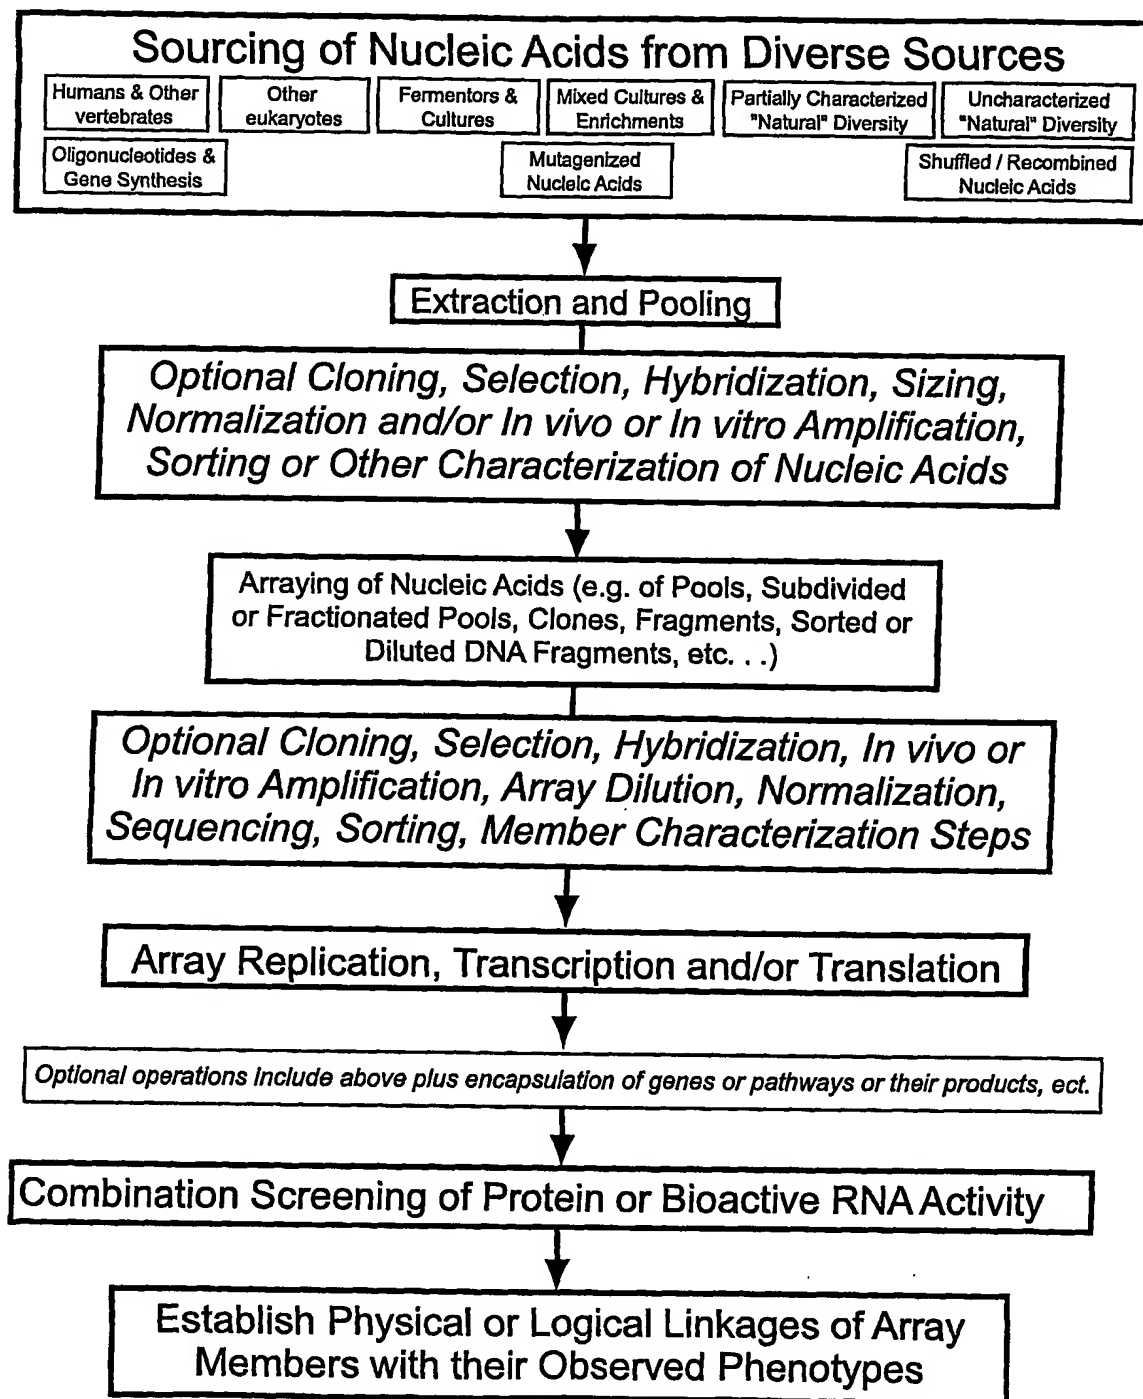 Sourcing of Nucleic Acids from Diverse Sources
Humans & Other
vertebrates
Other
eukaryotes
Fermentors &
Cultures
Mixed Cultures &
Enrichments
Partially Characterized
"Natural" Diversity
Uncharacterized
"Natural" Diversity
Oligonucleotides &
Gene Synthesis
Mutagenized
Nucleic Acids
Shuffled / Recombined
Nucleic Acids
Extraction and Pooling
Optional Cloning, Selection, Hybridization, Sizing,
Normalization and/or In vivo or In vitro Amplification,
Sorting or Other Characterization of Nucleic Acids
Arraying of Nucleic Acids (e.g. of Pools, Subdivided
or Fractionated Pools, Clones, Fragments, Sorted or
Diluted DNA Fragments, etc. . .)
Optional Cloning, Selection, Hybridization, In vivo or
In vitro Amplification, Array Dilution, Normalization,
Sequencing, Sorting, Member Characterization Steps
Array Replication, Transcription and/or Translation
Optional operations include above plus encapsulation of genes or pathways or their products, ect.
Combination Screening of Protein or Bioactive RNA Activity
Establish Physical or Logical Linkages of Array
Members with their Observed Phenotypes